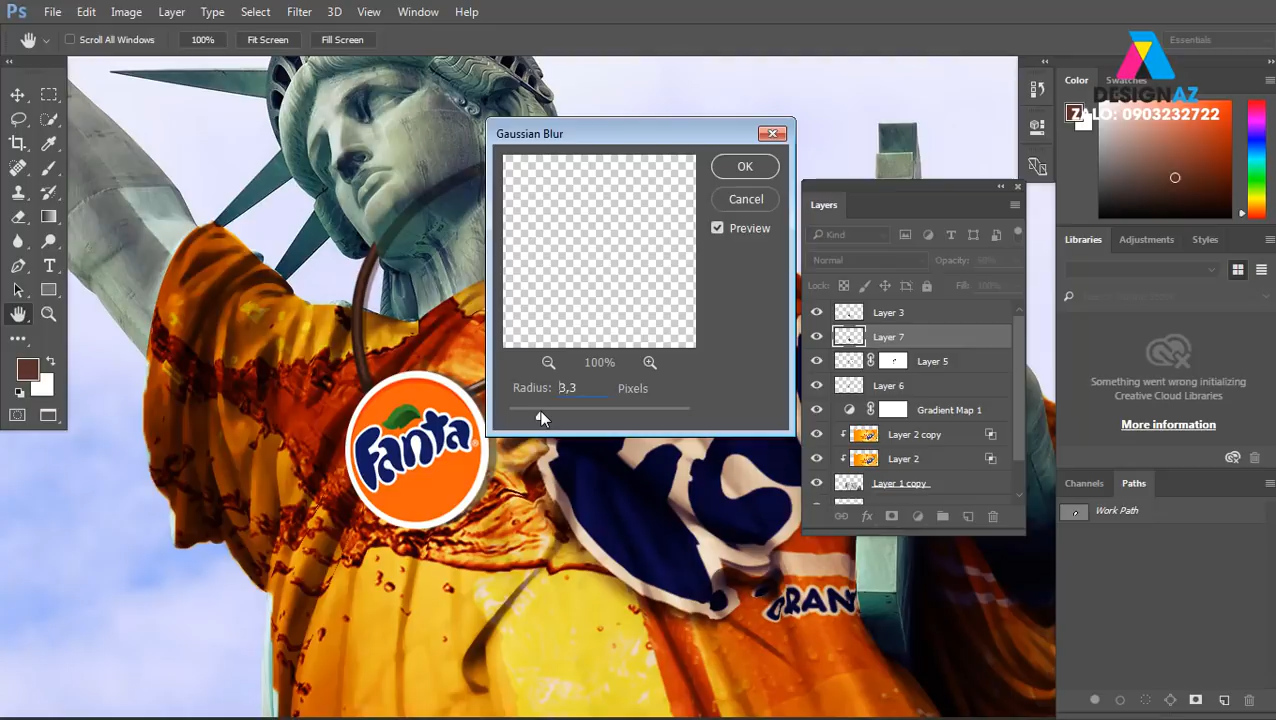 Ps File Edit Image Layer Type Select Filter 3D View Window Help
Scroll All Windows 100% Fit Screen Fill Screen
Essentials
DESIGNAZ
ZALO: 0903232722
Color Swatches
Gaussian Blur
OK
Cancel
Preview
100%
Radius: 3,3 Pixels
Layers
Kind
Normal Opacity:
Lock: Fill: 100%
Layer 3
Layer 7
Layer 5
Layer 6
Gradient Map 1
Layer 2 copy
Layer 2
Layer 1 copy
fx
Libraries Adjustments Styles
Something went wrong initializing
Creative Cloud Libraries
More information
Channels Paths
Work Path
Fanta
ORAN